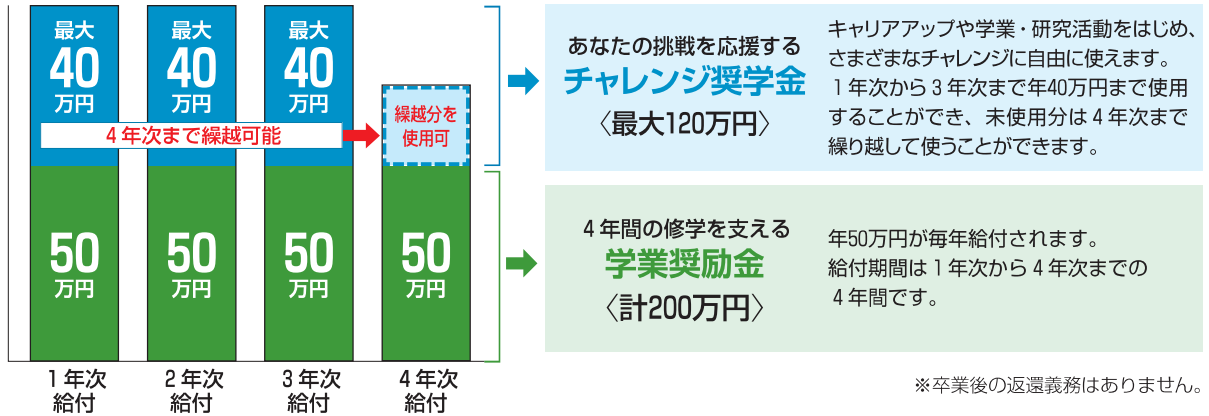 最大
40
万円
最大
40
万円
最大
40
万円
4年次まで繰越可能
繰越分を
使用可
50
万円
50
万円
50
万円
50
万円
1年次
給付
2年次
給付
3年次
給付
4年次
給付
あなたの挑戦を応援する
チャレンジ奨学金
〈最大120万円〉
キャリアアップや学業・研究活動をはじめ、
さまざまなチャレンジに自由に使えます。
1年次から3年次まで年40万円まで使用
することができ、未使用分は4年次まで
繰り越して使うことができます。
4年間の修学を支える
学業奨励金
〈計200万円〉
年50万円が毎年給付されます。
給付期間は1年次から4年次までの
4年間です。
※卒業後の返還義務はありません。